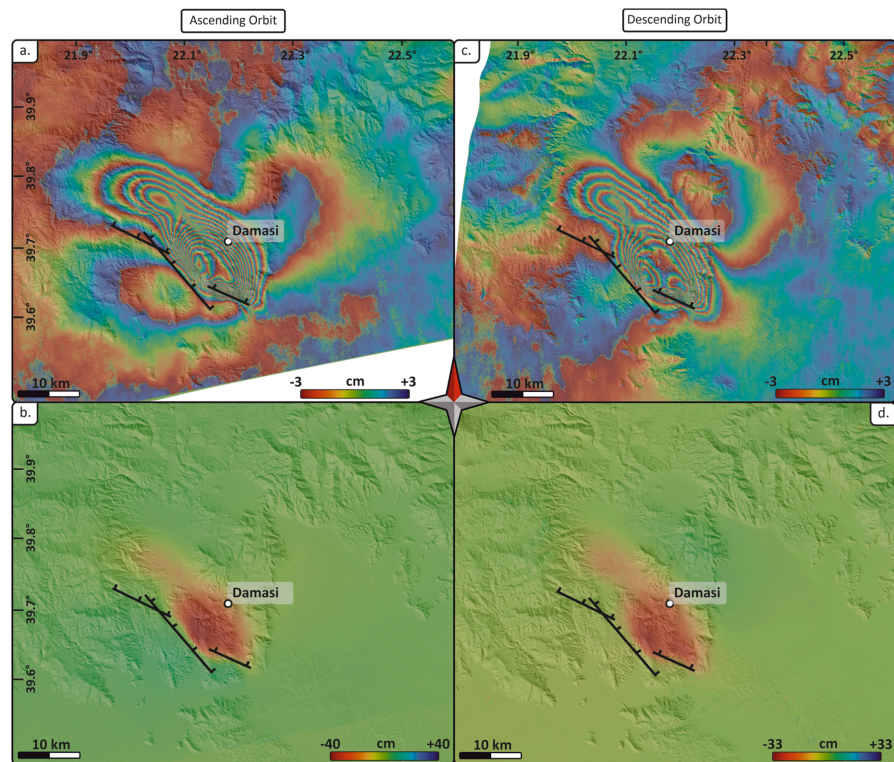 Ascending Orbit
Descending Orbit
a.
21.9°
22.1°
22.3°
22.5°
39.9°
39.8°
39.7°
39.6°
Damasi
10 km
-3 cm +3
c.
21.9°
22.1°
22.3°
22.5°
Damasi
10 km
-3 cm +3
b.
39.9°
39.8°
39.7°
39.6°
Damasi
10 km
-40 cm +40
d.
Damasi
10 km
-33 cm +33